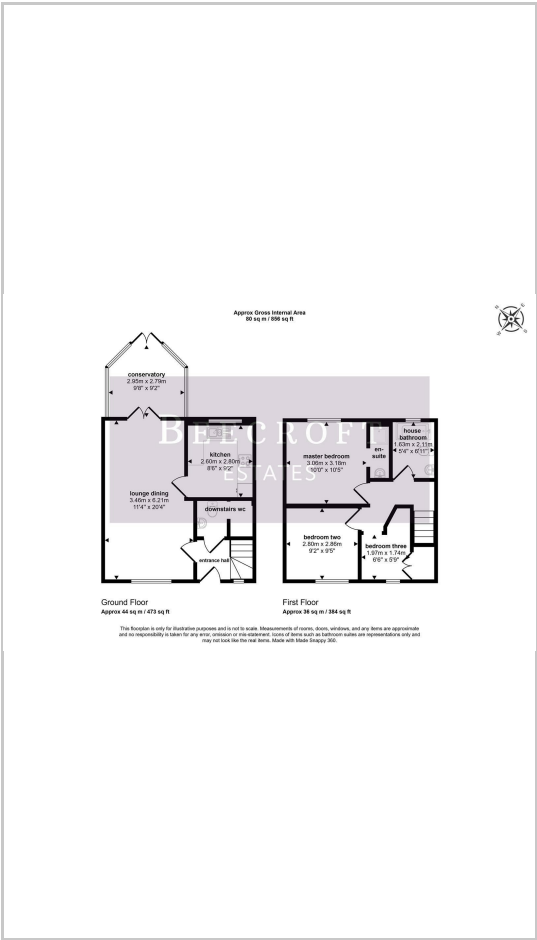 Approx Gross Internal Area
80 sq m / 856 sq ft
N
E
S
W
conservatory
2.95m x 2.79m
9'8" x 9'2"
BEECROFT
ESTATES
kitchen
2.60m x 2.80m
8'6" x 9'2"
lounge dining
3.46m x 6.21m
11'4" x 20'4"
downstairs wc
entrance hall
house
bathroom
1.63m x 2.11m
5'4" x 6'11"
en-
suite
master bedroom
3.06m x 3.18m
10'0" x 10'5"
bedroom two
2.80m x 2.86m
9'2" x 9'5"
bedroom three
1.97m x 1.74m
6'6" x 5'9"
Ground Floor
Approx 44 sq m / 473 sq ft
First Floor
Approx 36 sq m / 384 sq ft
This floorplan is only for illustrative purposes and is not to scale. Measurements of rooms, doors, windows, and any items are approximate
and no responsibility is taken for any error, omission or mis-statement. Icons of items such as bathroom suites are representations only and
may not look like the real items. Made with Made Snappy 360.